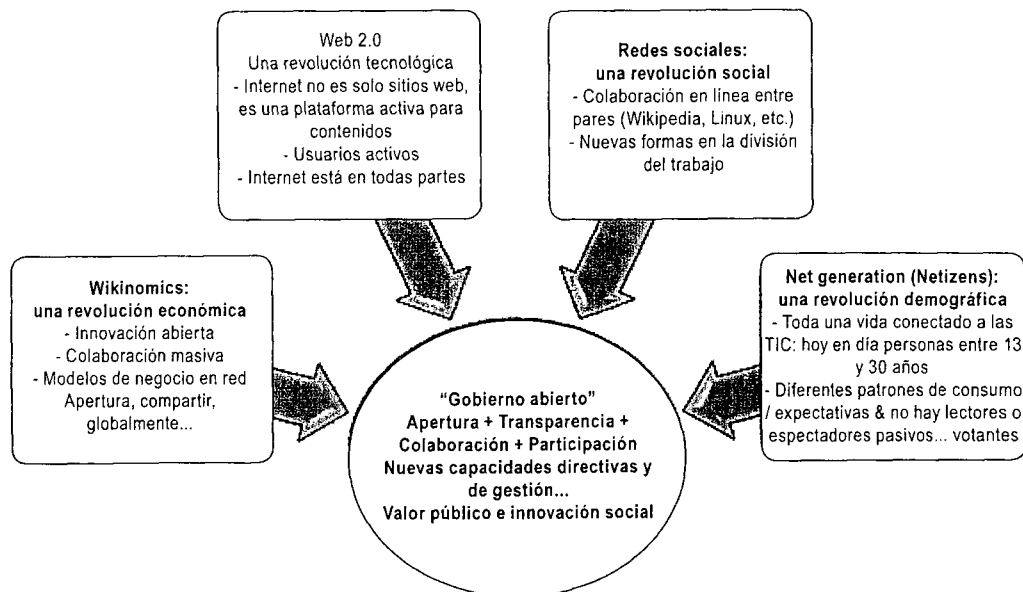 Web 2.0
Una revolución tecnológica
- Internet no es solo sitios web,
es una plataforma activa para
contenidos
- Usuarios activos
- Internet está en todas partes
Redes sociales:
una revolución social
- Colaboración en línea entre
pares (Wikipedia, Linux, etc.)
- Nuevas formas en la división
del trabajo
Wikinomics:
una revolución económica
- Innovación abierta
- Colaboración masiva
- Modelos de negocio en red
Apertura, compartir,
globalmente...
Net generation (Netizens):
una revolución demográfica
- Toda una vida conectado a las
TIC: hoy en día personas entre 13
y 30 años
- Diferentes patrones de consumo
/ expectativas & no hay lectores o
espectadores pasivos... votantes
“Gobierno abierto”
Apertura + Transparencia +
Colaboración + Participación
Nuevas capacidades directivas y
de gestión...
Valor público e innovación social